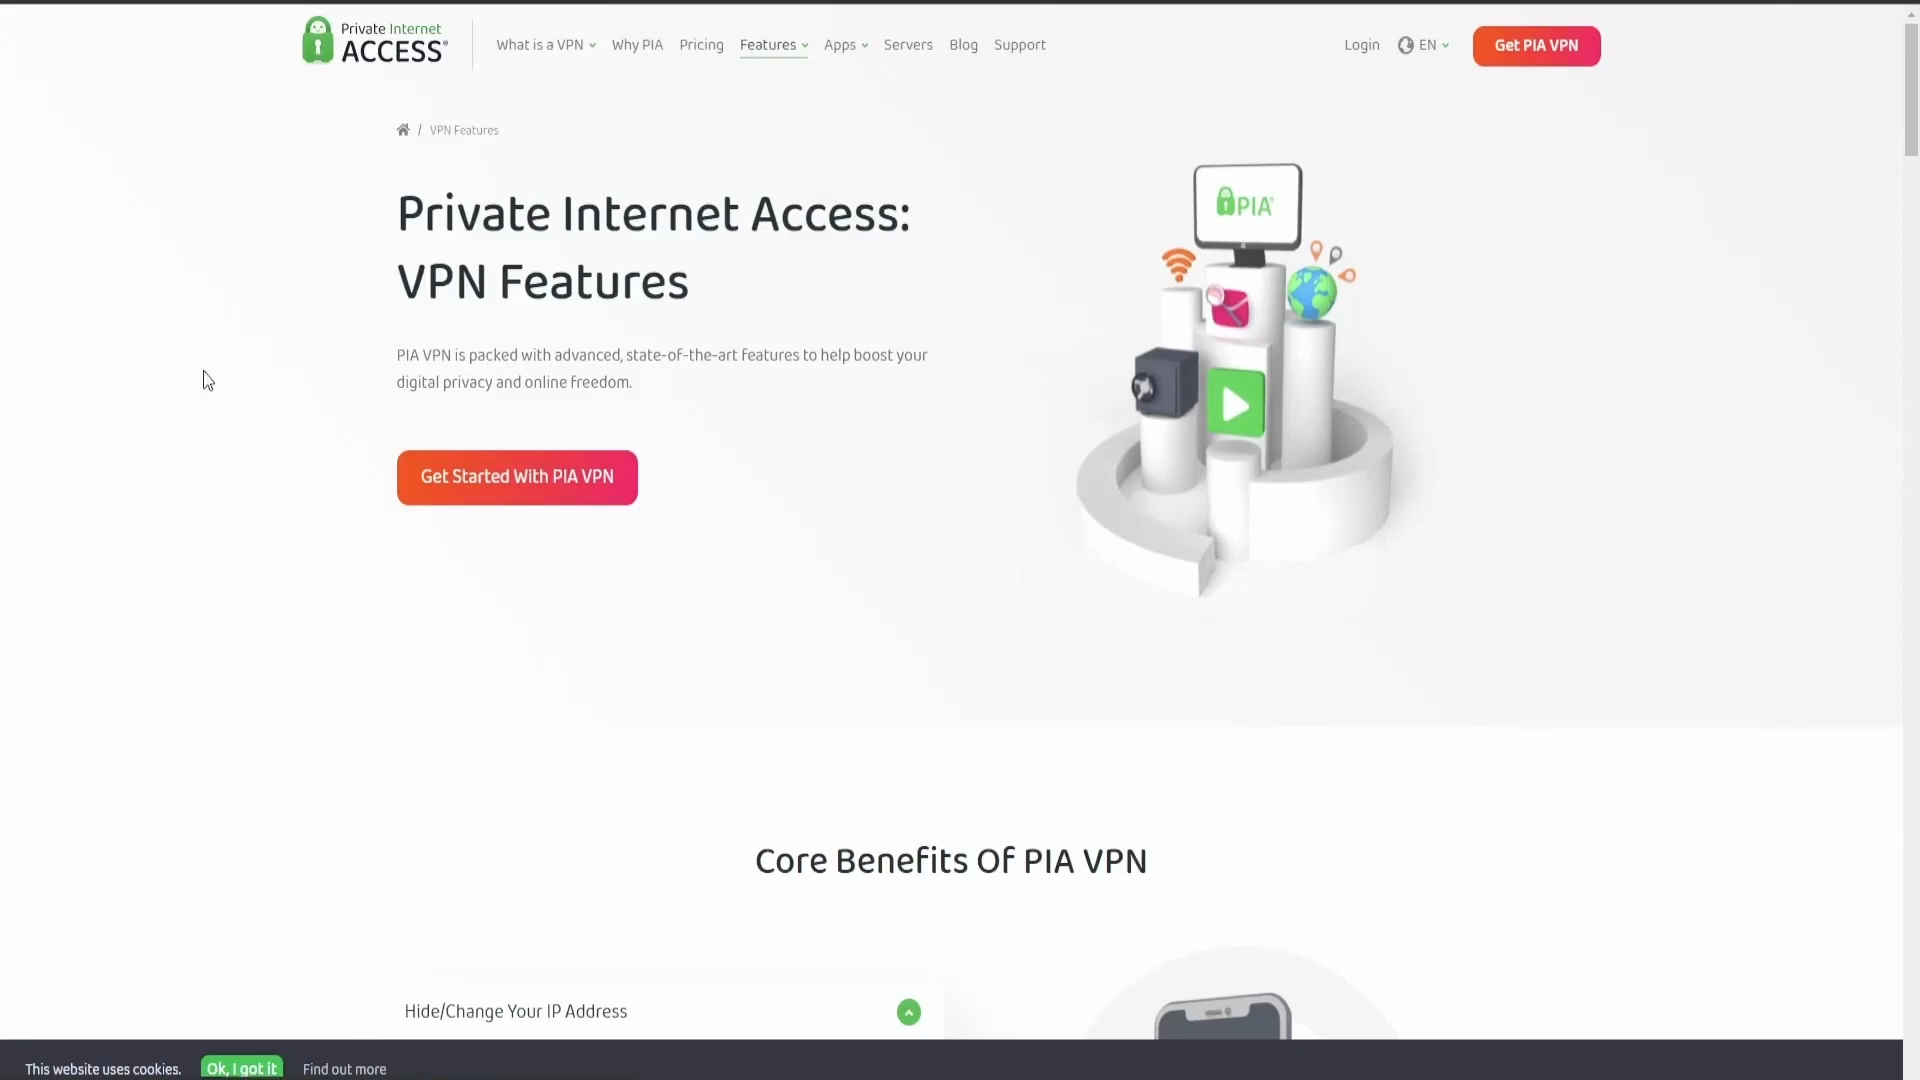 Private Internet
ACCESS®
What is a VPN
Why PIA
Pricing
Features
Apps
Servers
Blog
Support
Login
EN
Get PIA VPN
/ VPN Features
Private Internet Access:
VPN Features
PIA VPN is packed with advanced, state-of-the-art features to help boost your
digital privacy and online freedom.
Get Started With PIA VPN
PIA
Core Benefits Of PIA VPN
Hide/Change Your IP Address
This website uses cookies.
Ok, I got it
Find out more